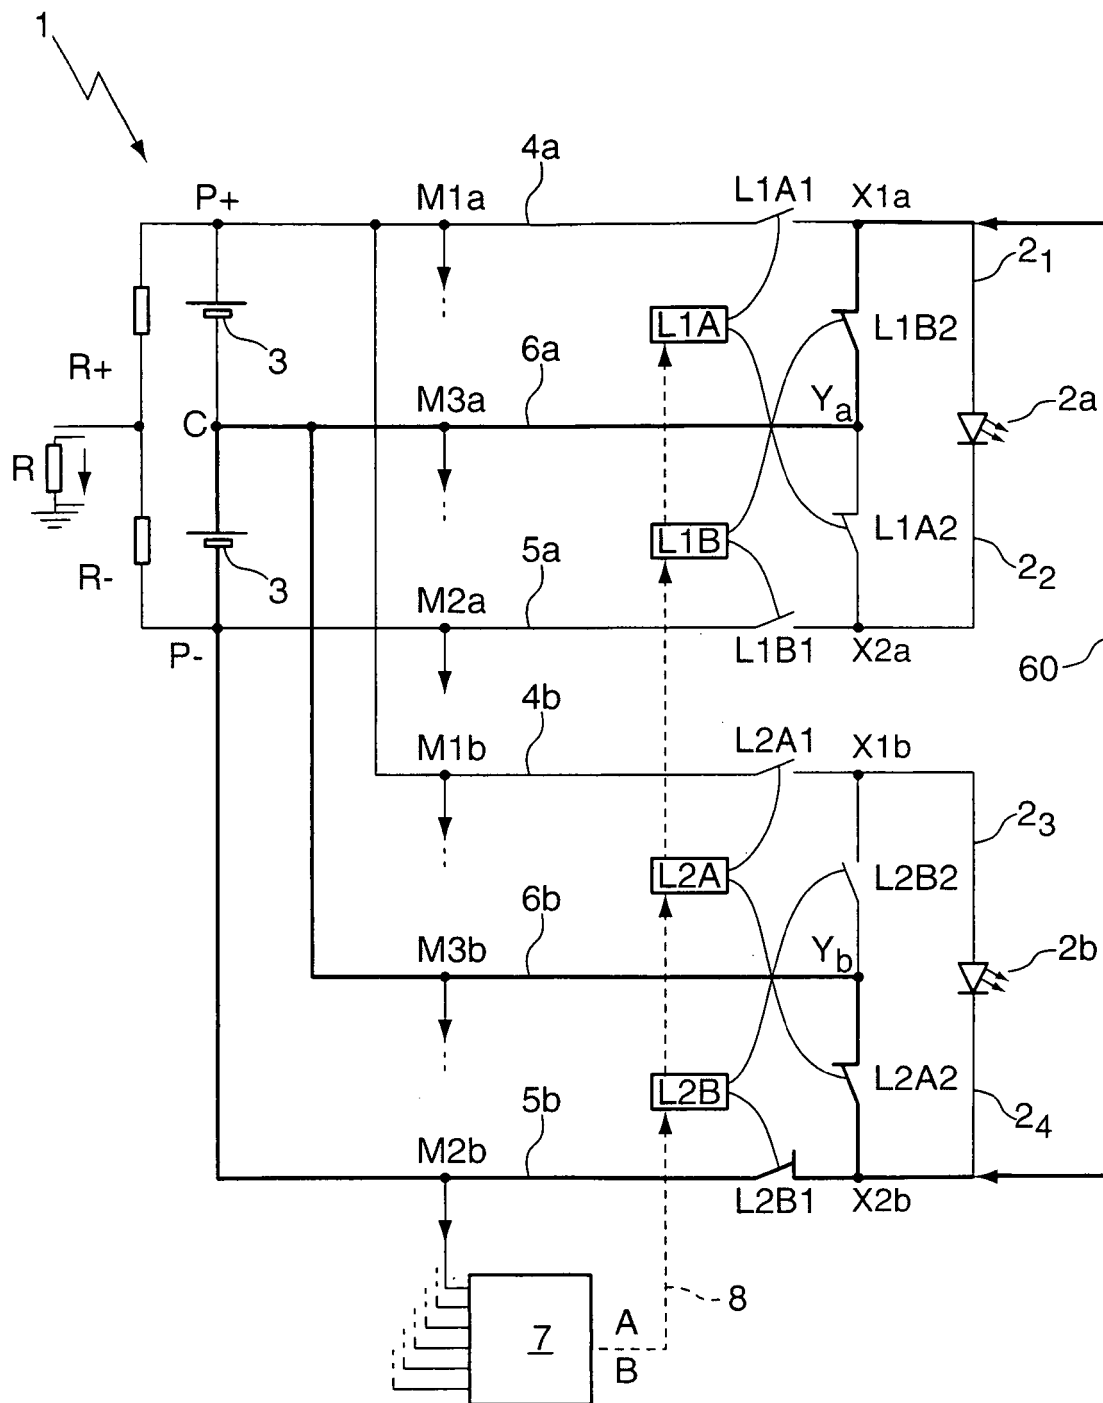 1
4a
P+
M1a
L1A1
X1a
2₁
L1A
L1B2
3
R+
6a
2a
C
M3a
Yₐ
R
L1B
L1A2
R-
3
5a
2₂
M2a
P-
L1B1
X2a
60
4b
M1b
L2A1
X1b
2₃
L2A
L2B2
6b
2b
M3b
Y_b
L2B
L2A2
5b
2₄
M2b
L2B1
X2b
8
7
A
B